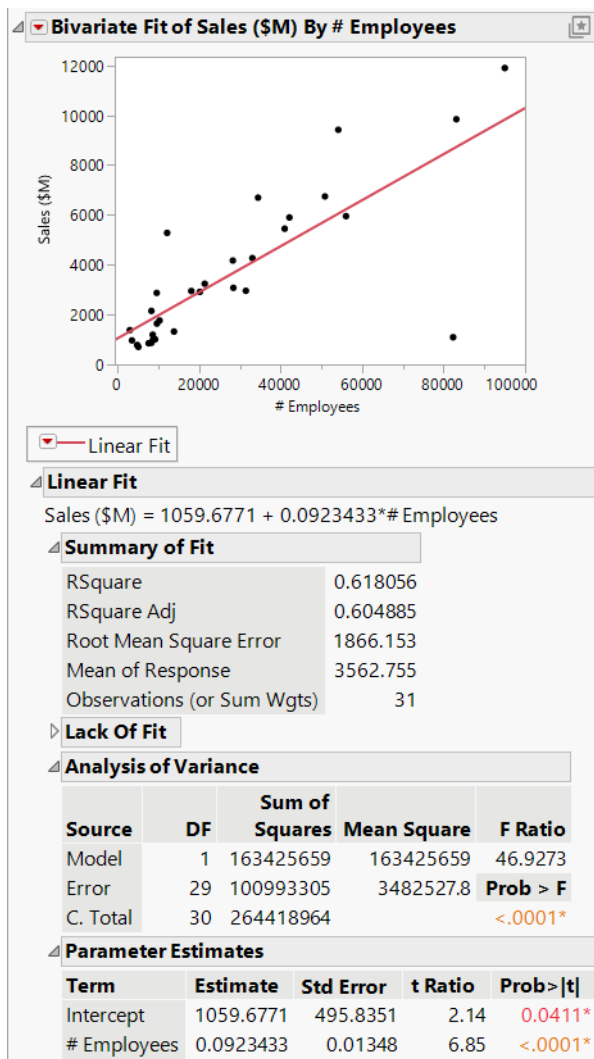 Bivariate Fit of Sales ($M) By # Employees
12000
10000
8000
6000
4000
2000
0
Sales ($M)
0 20000 40000 60000 80000 100000
# Employees
Linear Fit
Linear Fit
Sales ($M) = 1059.6771 + 0.0923433*# Employees
Summary of Fit
RSquare 0.618056
RSquare Adj 0.604885
Root Mean Square Error 1866.153
Mean of Response 3562.755
Observations (or Sum Wgts) 31
Lack Of Fit
Analysis of Variance
Sum of
Source DF Squares Mean Square F Ratio
Model 1 163425659 163425659 46.9273
Error 29 100993305 3482527.8 Prob > F
C. Total 30 264418964 <.0001*
Parameter Estimates
Term Estimate Std Error t Ratio Prob>|t|
Intercept 1059.6771 495.8351 2.14 0.0411*
# Employees 0.0923433 0.01348 6.85 <.0001*